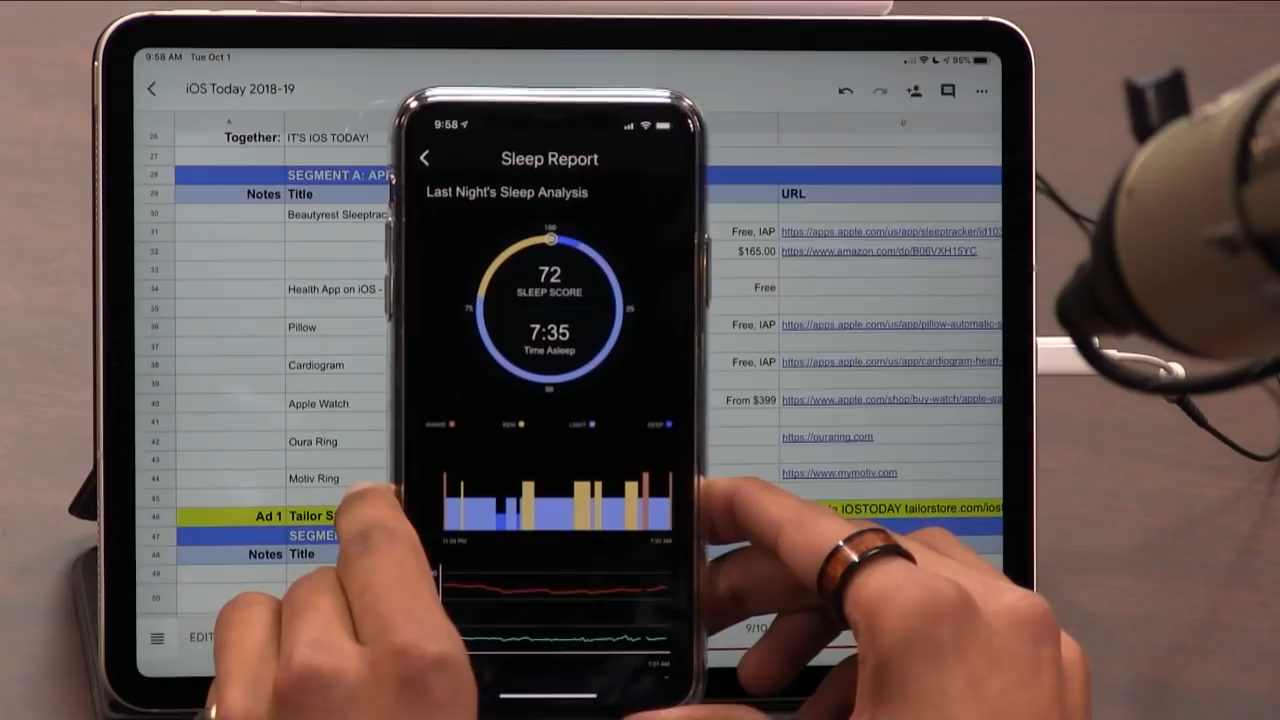 9:58 AM Tue Oct 1
95%
iOS Today 2018-19
A
26 Together: IT'S IOS TODAY!
27
28 SEGMENT A: AP
29 Notes Title URL
30 Beautyrest Sleeptrac
31 Free, IAP https://apps.apple.com/us/app/sleeptracker/id10
32 $165.00 https://www.amazon.com/dp/B06VXH15YC
33
34 Health App on iOS - Free
35
36 Pillow Free, IAP https://apps.apple.com/us/app/pillow-automatic-s
37
38 Cardiogram Free, IAP https://apps.apple.com/us/app/cardiogram-heart-
39
40 Apple Watch From $399 https://www.apple.com/shop/buy-watch/apple-wa
41
42 Oura Ring https://ouraring.com
43
44 Motiv Ring https://www.mymotiv.com
45
46 Ad 1 Tailor S IOSTODAY tailorstore.com/ios
47 SEGME
48 Notes Title
49
50
EDIT 9/10
9:58
Sleep Report
Last Night's Sleep Analysis
100
72
SLEEP SCORE
75 25
7:35
Time Asleep
50
AWAKE REM LIGHT DEEP
7:51 AM